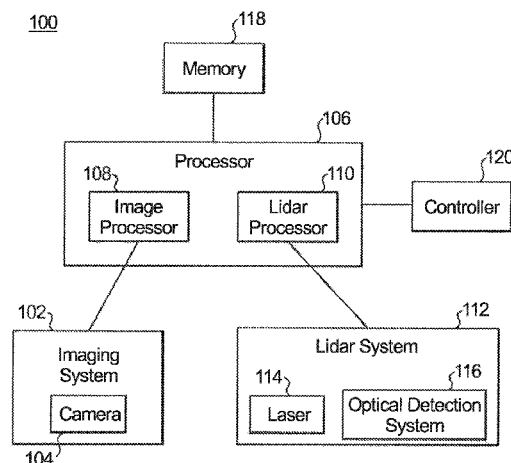 100
118
Memory
106
Processor
108
Image
Processor
110
Lidar
Processor
120
Controller
102
Imaging
System
Camera
104
112
Lidar System
114
Laser
116
Optical Detection
System